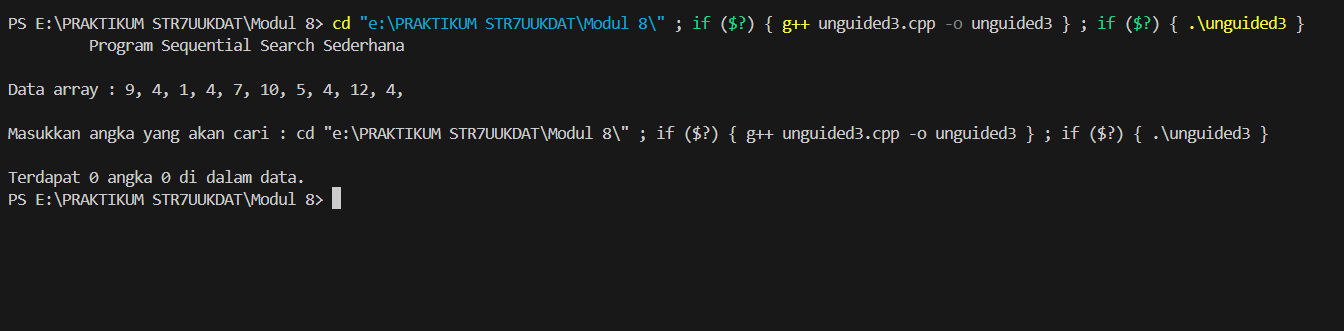 PS E:\PRAKTIKUM STR7UUKDAT\Modul 8> cd "e:\PRAKTIKUM STR7UUKDAT\Modul 8\" ; if ($?) { g++ unguided3.cpp -o unguided3 } ; if ($?) { .\unguided3 }
Program Sequential Search Sederhana
Data array : 9, 4, 1, 4, 7, 10, 5, 4, 12, 4,
Masukkan angka yang akan cari : cd "e:\PRAKTIKUM STR7UUKDAT\Modul 8\" ; if ($?) { g++ unguided3.cpp -o unguided3 } ; if ($?) { .\unguided3 }
Terdapat 0 angka 0 di dalam data.
PS E:\PRAKTIKUM STR7UUKDAT\Modul 8>